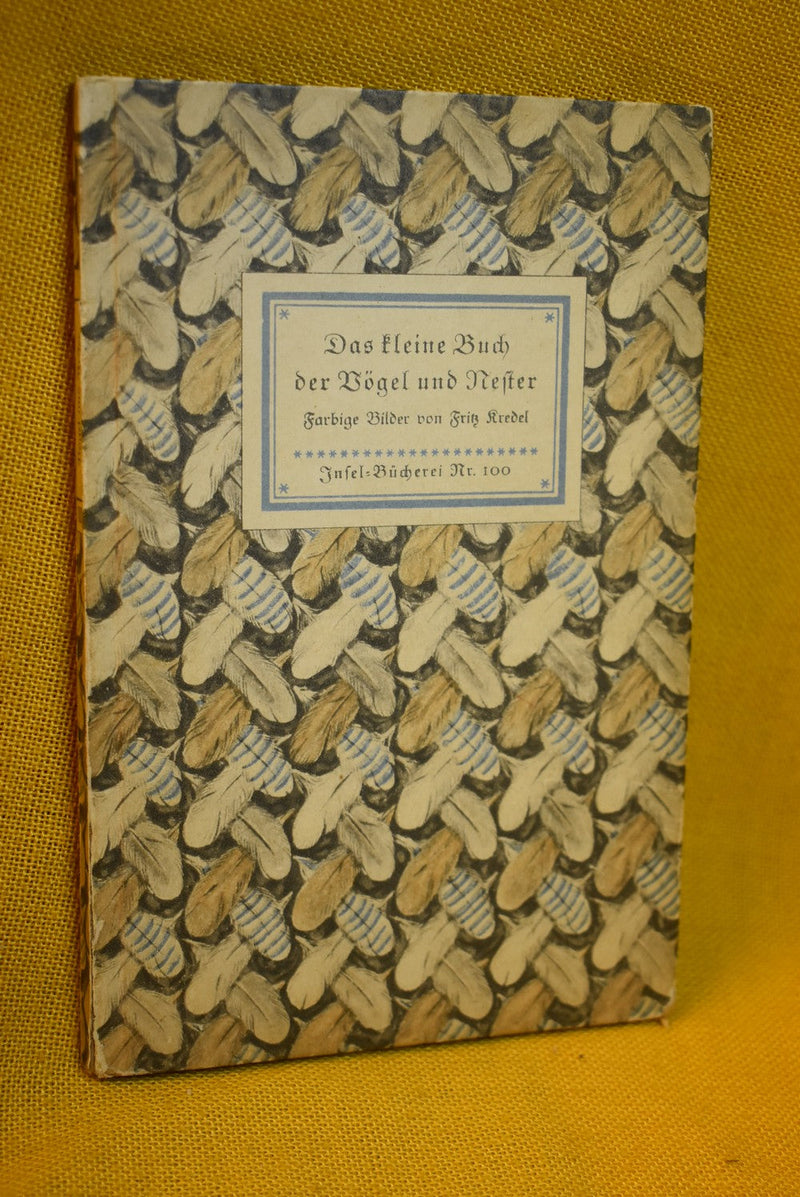 Das kleine Buch
der Vögel und Nester
Farbige Bilder von Fritz Kredel
Insel-Bücherei Nr. 100